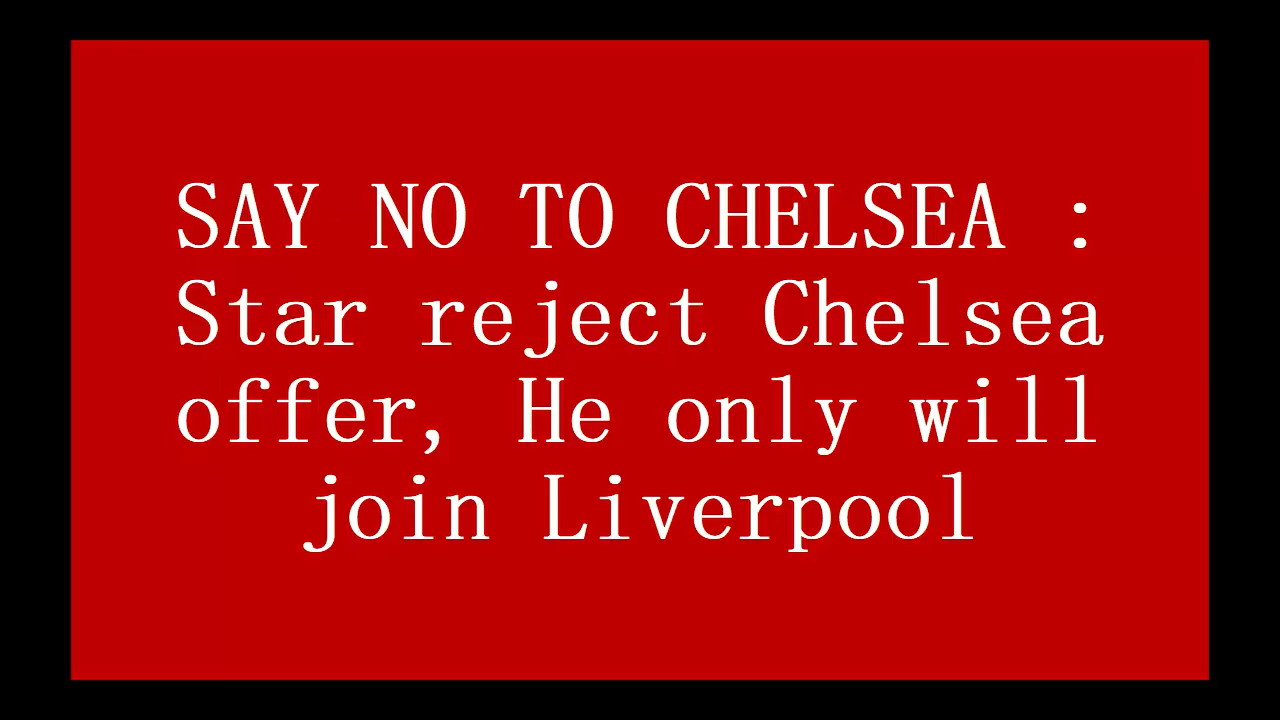 SAY NO TO CHELSEA :
Star reject Chelsea
offer, He only will
join Liverpool